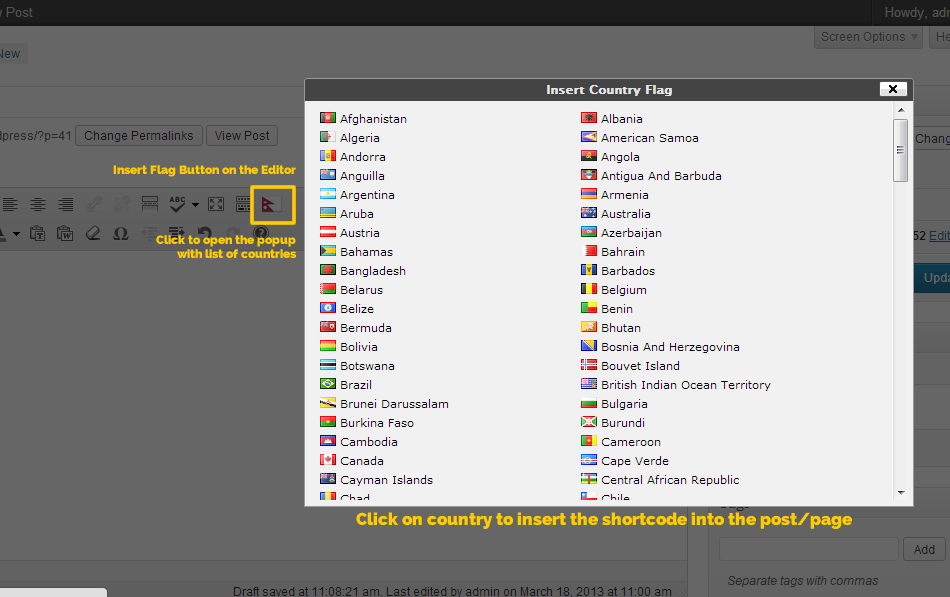 Post
Howdy,
New
Screen Options
Insert Country Flag
Afghanistan Albania
Algeria American Samoa
dpress/?p=41 Change Permalinks View Post
Andorra Angola
Insert Flag Button on the Editor
Anguilla Antigua And Barbuda
Argentina Armenia
ABC
Aruba Australia
Austria Azerbaijan
Click to open the popup
with list of countries
52 Edit
Bahamas Bahrain
Bangladesh Barbados
Belarus Belgium
Belize Benin
Bermuda Bhutan
Bolivia Bosnia And Herzegovina
Botswana Bouvet Island
Brazil British Indian Ocean Territory
Brunei Darussalam Bulgaria
Burkina Faso Burundi
Cambodia Cameroon
Canada Cape Verde
Cayman Islands Central African Republic
Chad Chile
Click on country to insert the shortcode into the post/page
Add
Separate tags with commas
Draft saved at 11:08:21 am. Last edited by admin on March 18, 2013 at 11:00 am